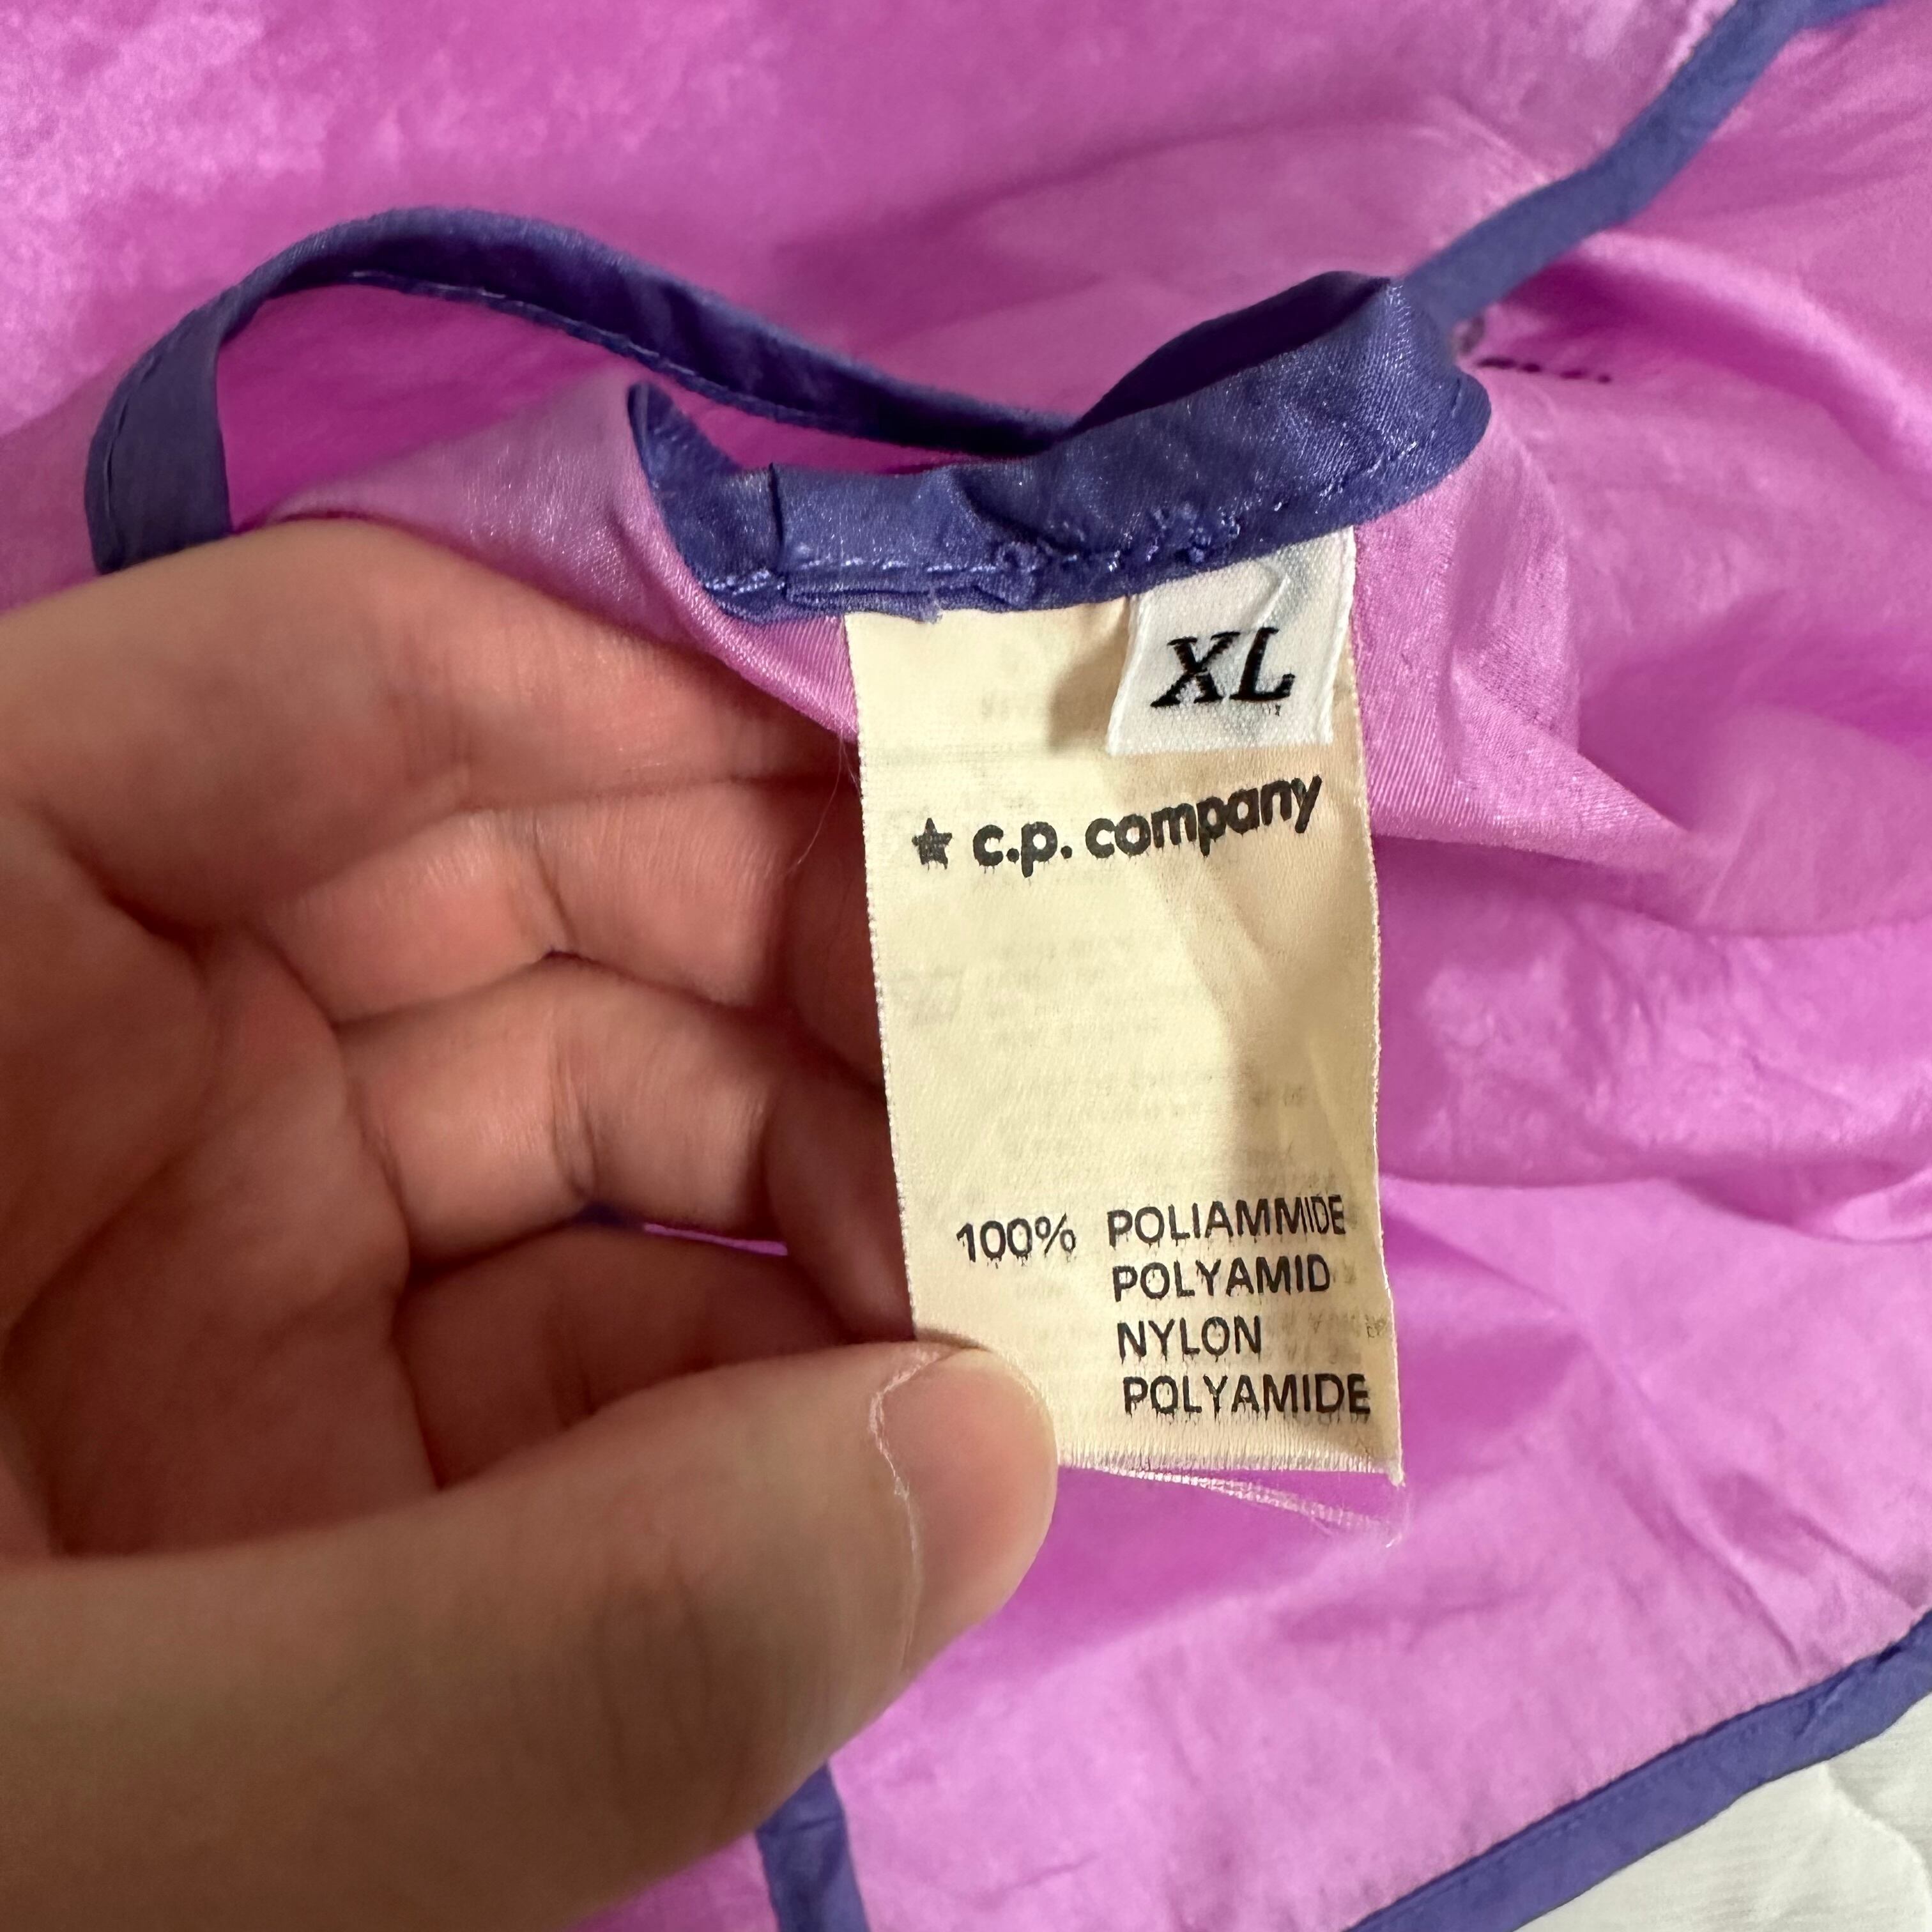 XL
★ c.p. company
100% POLIAMMIDE
POLYAMID
NYLON
POLYAMIDE